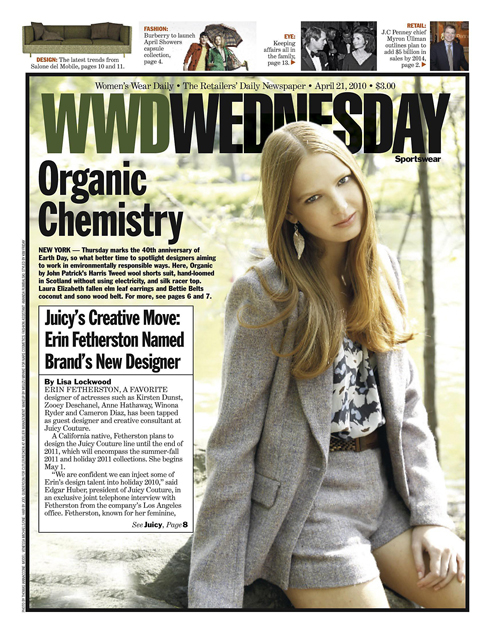 FASHION:
Burberry to launch
April Showers
capsule
collection,
page 4.
EYE:
Keeping
affairs all in
the family,
page 13.
RETAIL:
J.C Penney chief
Myron Ullman
outlines plan to
add $5 billion in
sales by 2014,
page 2.
DESIGN: The latest trends from
Salone del Mobile, pages 10 and 11.
Women's Wear Daily • The Retailers' Daily Newspaper • April 21, 2010 • $3.00
WWDWEDNESDAY
Sportswear
Organic
Chemistry
NEW YORK — Thursday marks the 40th anniversary of
Earth Day, so what better time to spotlight designers aiming
to work in environmentally responsible ways. Here, Organic
by John Patrick's Harris Tweed wool shorts suit, hand-loomed
in Scotland without using electricity, and silk racer top.
Laura Elizabeth fallen elm leaf earrings and Bettie Belts
coconut and sono wood belt. For more, see pages 6 and 7.
Juicy's Creative Move:
Erin Fetherston Named
Brand's New Designer
By Lisa Lockwood
ERIN FETHERSTON, A FAVORITE
designer of actresses such as Kirsten Dunst,
Zooey Deschanel, Anne Hathaway, Winona
Ryder and Cameron Diaz, has been tapped
as guest designer and creative consultant at
Juicy Couture.
A California native, Fetherston plans to
design the Juicy Couture line until the end of
2011, which will encompass the summer-fall
2011 and holiday 2011 collections. She begins
May 1.
"We are confident we can inject some of
Erin's design talent into holiday 2010," said
Edgar Huber, president of Juicy Couture, in
an exclusive joint telephone interview with
Fetherston from the company's Los Angeles
office. Fetherston, known for her feminine,
See Juicy, Page 8